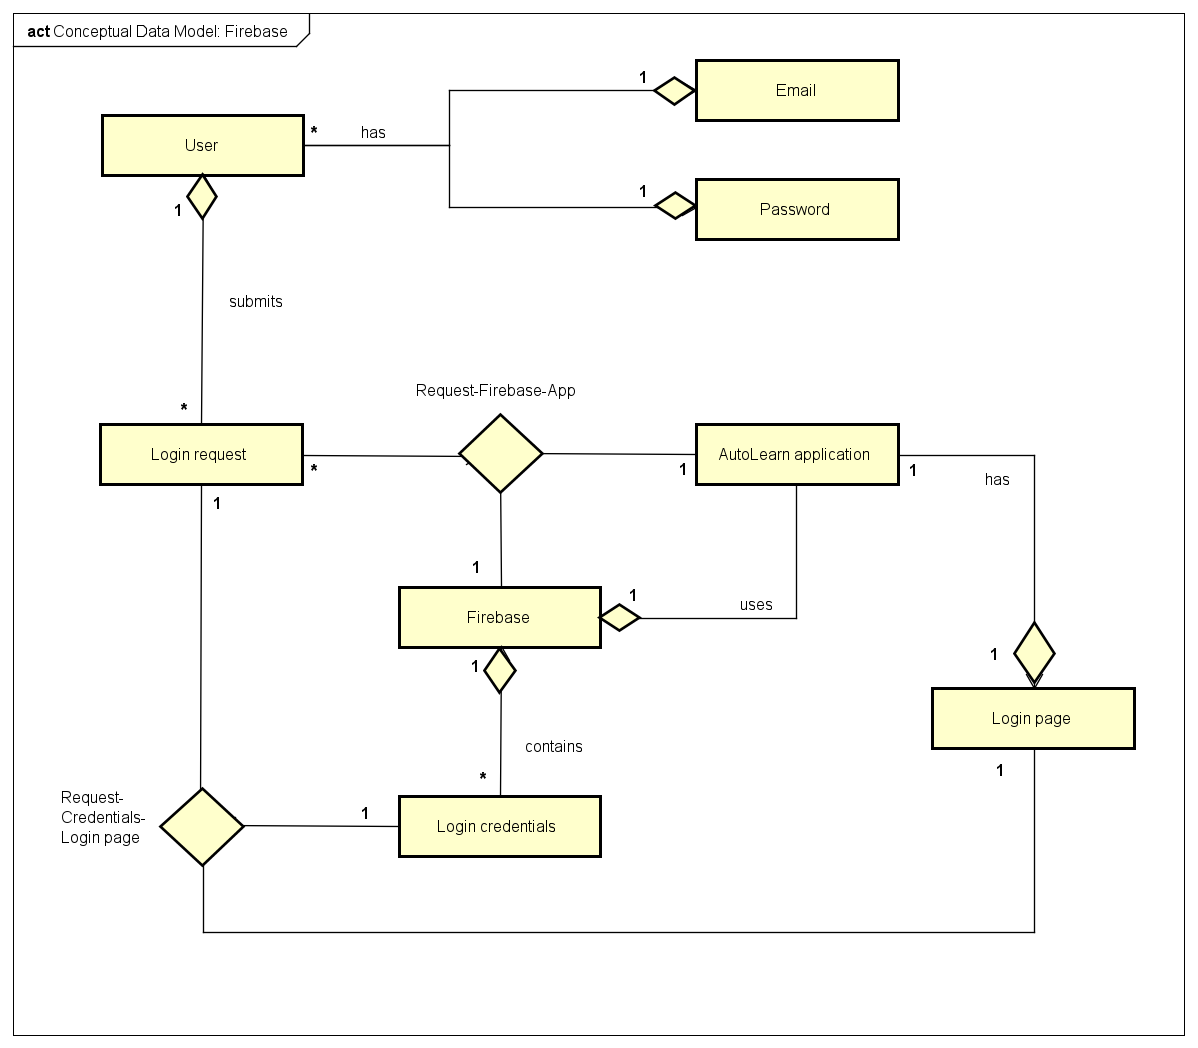 act Conceptual Data Model: Firebase
1
Email
User
*
has
1
Password
1
submits
*
Request-Firebase-App
Login request
*
1
AutoLearn application
1
has
1
1
Firebase
1
uses
1
1
Login page
contains
*
1
Request-
Credentials-
Login page
1
Login credentials